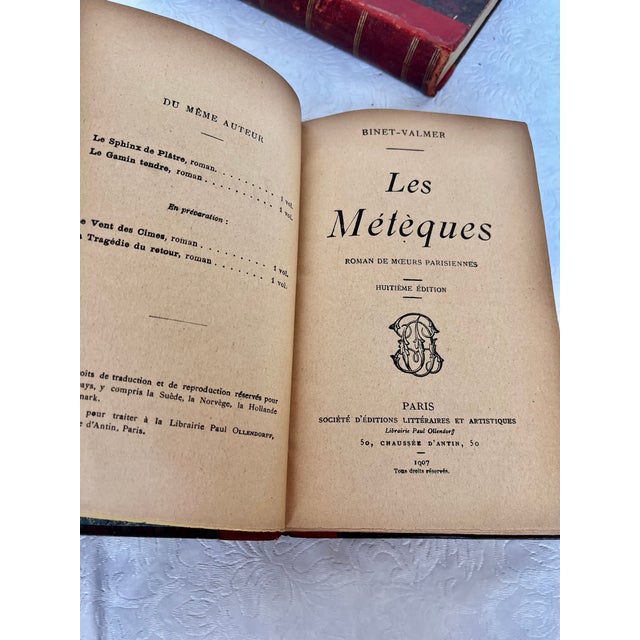 DU MÊME AUTEUR
Le Sphinx de Plâtre, roman. . . . . . . . . 1 vol.
Le Gamin tendre, roman . . . . . . . . . . 1 vol.
En préparation :
Vent des Cimes, roman . . . . . . . . . 1 vol.
Tragédie du retour, roman . . . . . . . 1 vol.
de traduction et de reproduction réservés pour
y compris la Suède, la Norvège, la Hollande
pour traiter à la Librairie Paul OLLENDORFF,
d'Antin, Paris.
BINET-VALMER
Les
Métèques
ROMAN DE MŒURS PARISIENNES
HUITIÈME ÉDITION
PARIS
SOCIÉTÉ D'ÉDITIONS LITTÉRAIRES ET ARTISTIQUES
Librairie Paul Ollendorff
50, CHAUSSÉE D'ANTIN, 50
1907
Tous droits réservés.